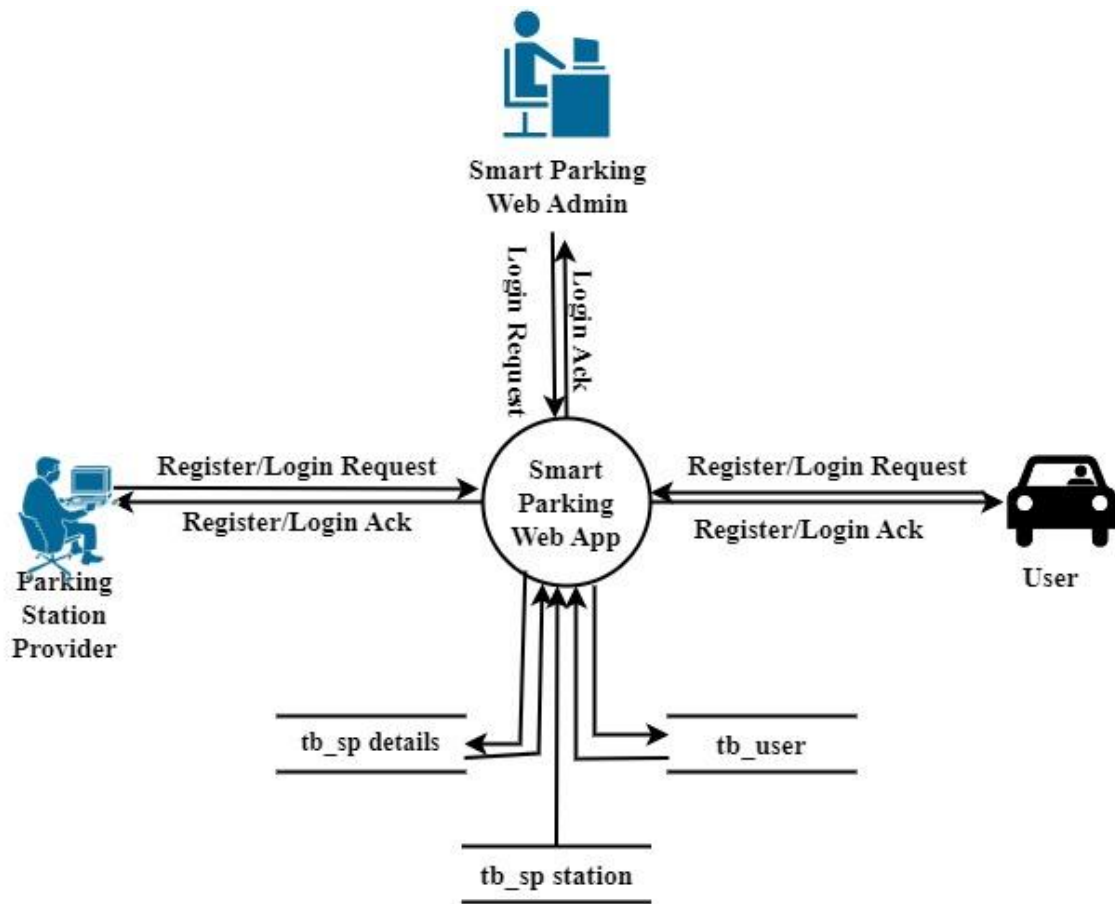 Smart Parking
Web Admin
Login Request
Login Ack
Register/Login Request
Register/Login Ack
Smart
Parking
Web App
Register/Login Request
Register/Login Ack
Parking
Station
Provider
User
tb_sp details
tb_user
tb_sp station